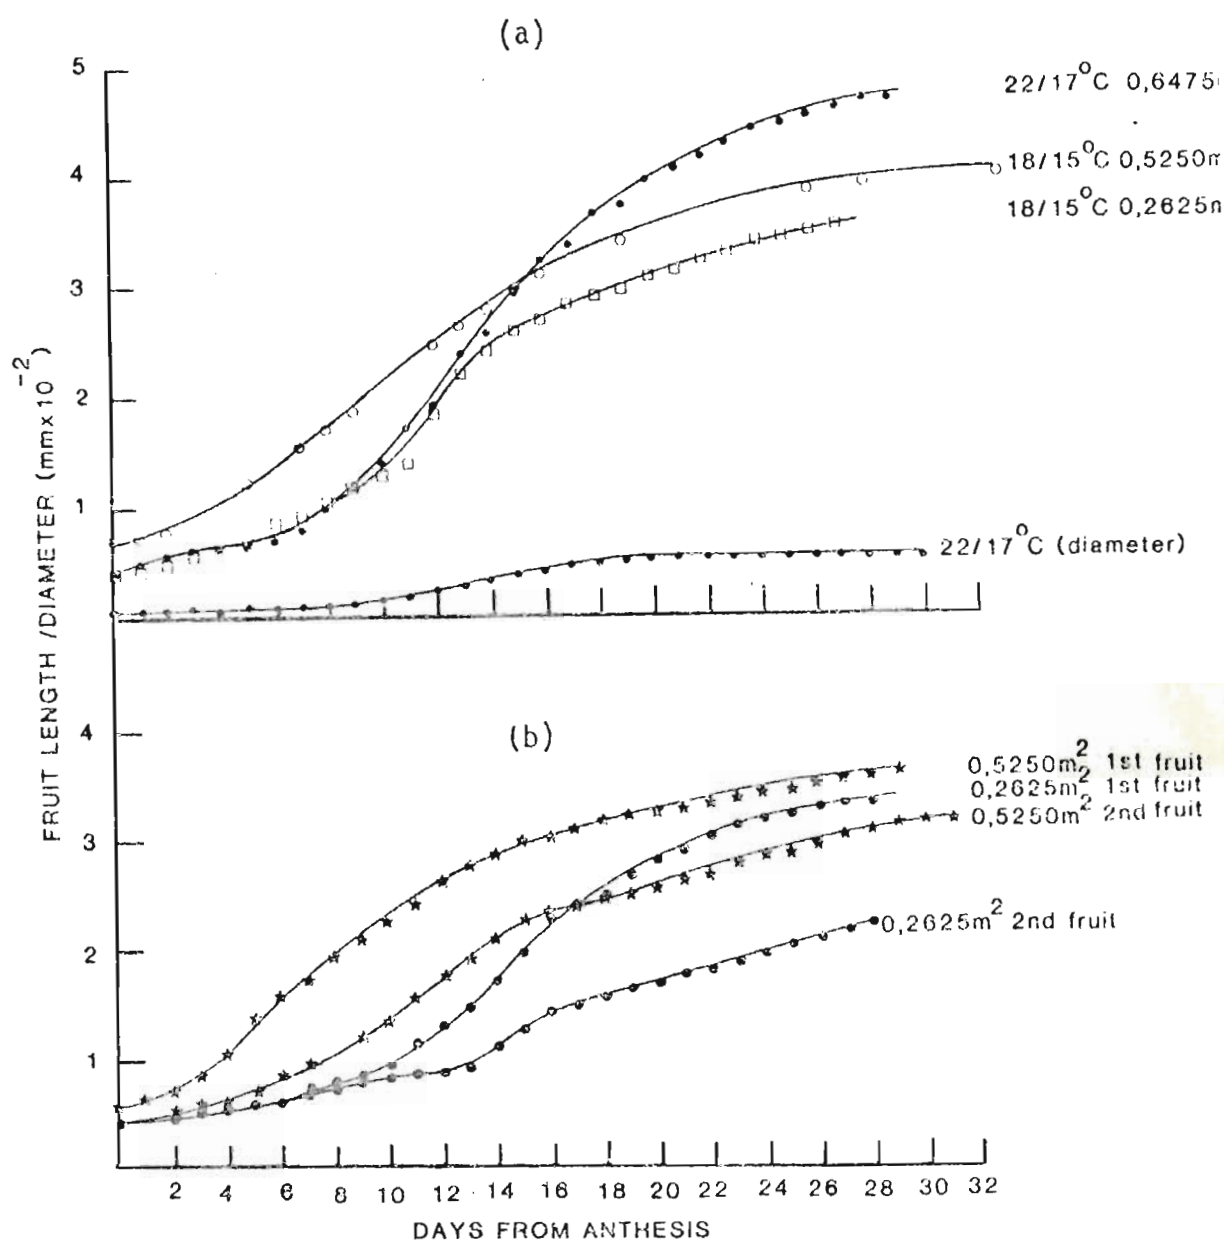 (a)
5
22/17°C 0,6475
4
18/15°C 0,5250m
18/15°C 0,2625m
3
2
1
22/17°C (diameter)
FRUIT LENGTH /DIAMETER (mmx10⁻²)
(b)
4
0,5250m² 1st fruit
0,2625m² 1st fruit
0,5250m² 2nd fruit
3
0,2625m² 2nd fruit
2
1
2 4 6 8 10 12 14 16 18 20 22 24 26 28 30 32
DAYS FROM ANTHESIS